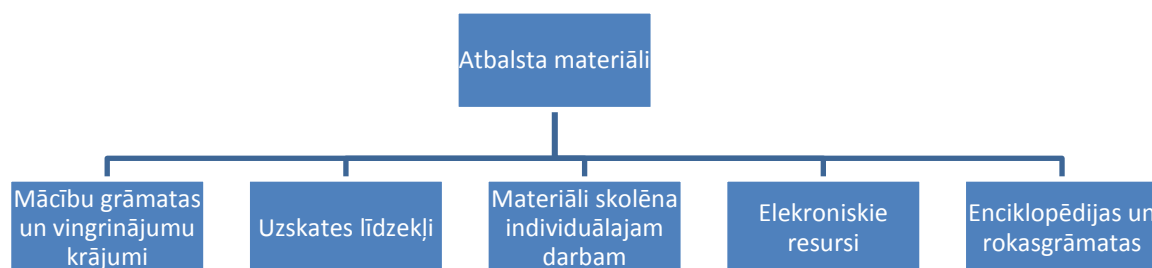 Atbalsta materiāli
Mācību grāmatas
un vingrinājumu
krājumi
Uzskates līdzekļi
Materiāli skolēna
individuālajam
darbam
Elekroniskie
resursi
Enciklopēdijas un
rokasgrāmatas